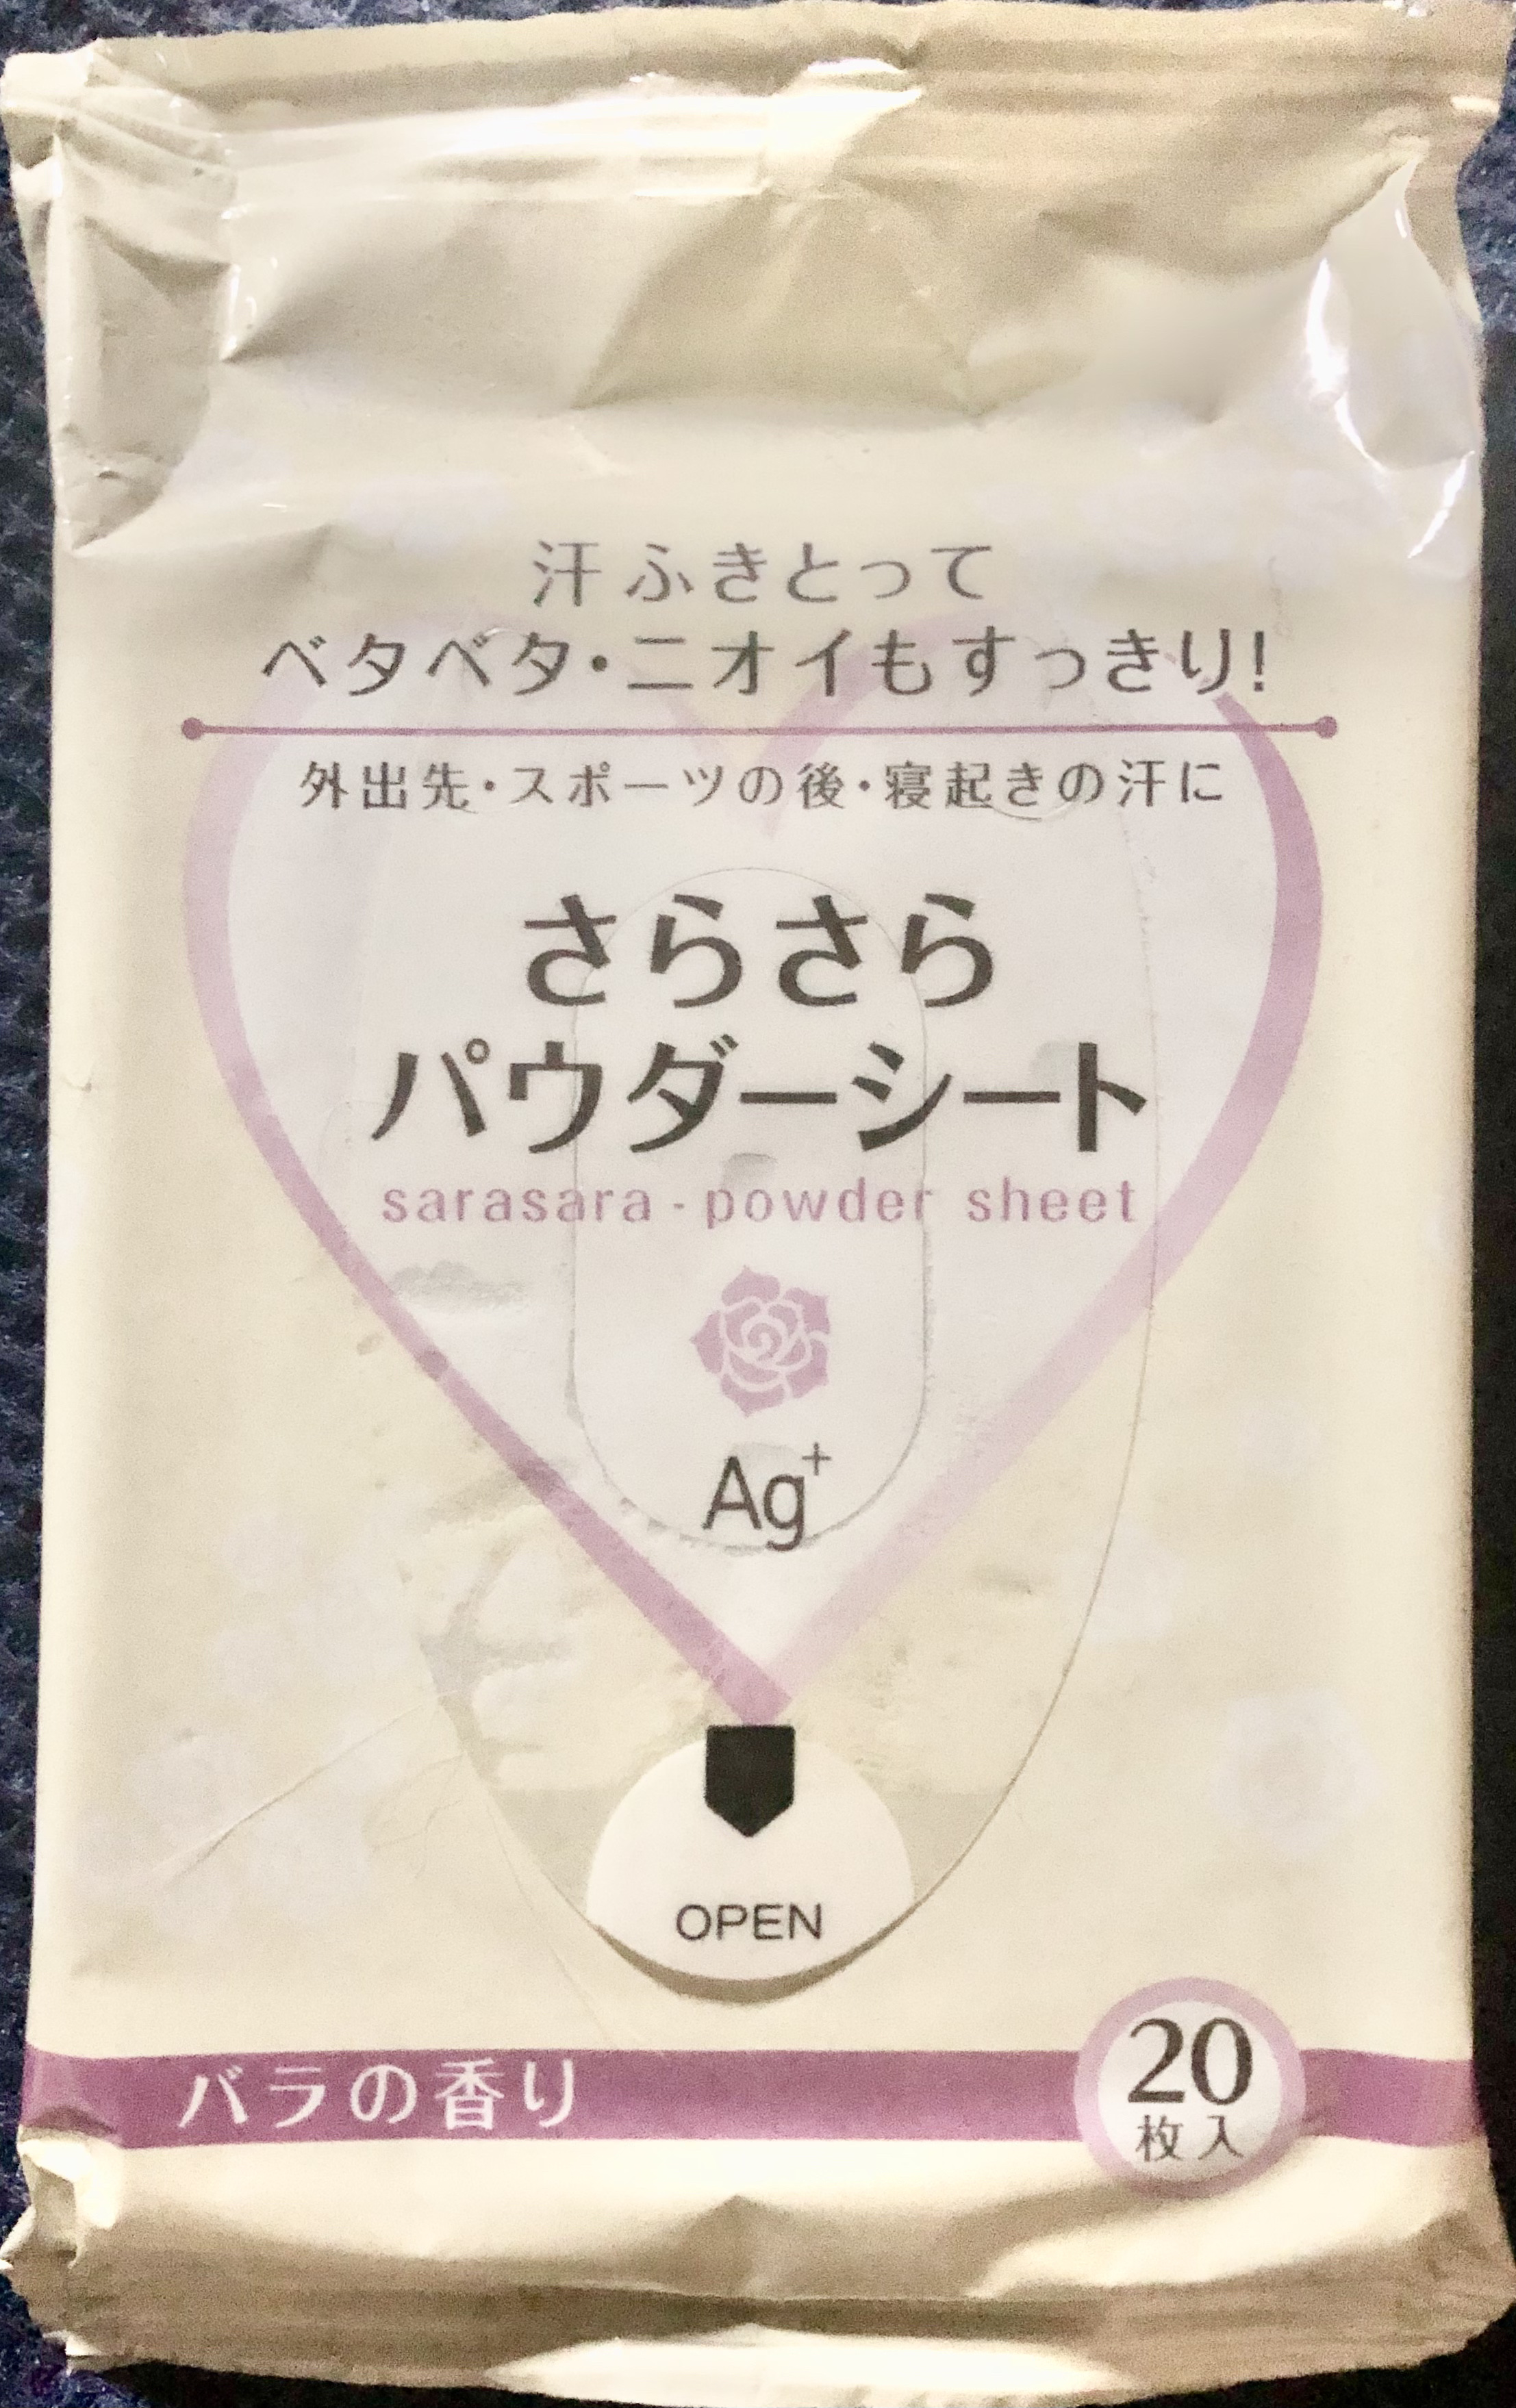 汗ふきとって
ベタベタ・ニオイもすっきり!
外出先・スポーツの後・寝起きの汗に
さらさら
パウダーシート
sarasara - powder sheet
Ag+
OPEN
バラの香り
20
枚入